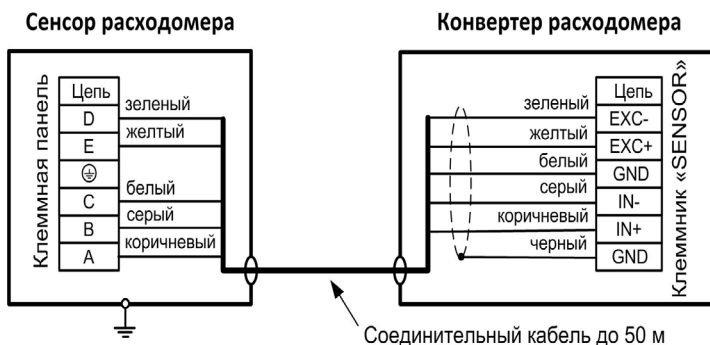 Сенсор расходомера
Конвертер расходомера
Клеммная панель
Цепь
D
E
C
B
A
зеленый
желтый
белый
серый
коричневый
зеленый
желтый
белый
серый
коричневый
черный
Цепь
EXC-
EXC+
GND
IN-
IN+
GND
Клеммник «SENSOR»
Соединительный кабель до 50 м